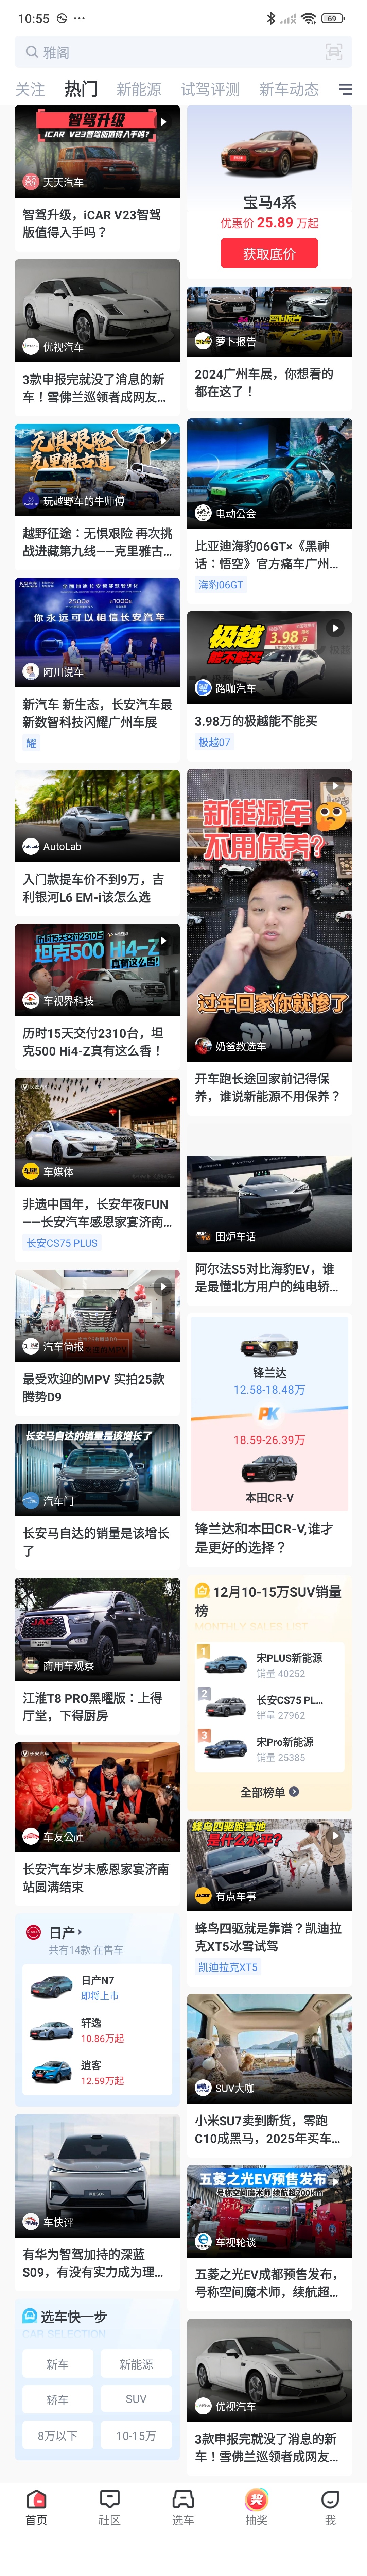 10:55
69
雅阁
关注 热门 新能源 试驾评测 新车动态
智驾升级
iCAR V23智驾版值得入手吗?
天天汽车
智驾升级，iCAR V23智驾
版值得入手吗？
优视汽车
3款申报完就没了消息的新
车！雪佛兰巡领者成网友...
无惧艰险
克里雅古道
玩越野车的牛师傅
越野征途：无惧艰险 再次挑
战进藏第九线——克里雅古...
长安汽车
你永远可以相信长安汽车
阿川说车
新汽车 新生态，长安汽车最
新数智科技闪耀广州车展
耀
AutoLab
入门款提车价不到9万，吉
利银河L6 EM-i该怎么选
历时15天交付2310台
坦克500 Hi4-Z
真有这么香!
车视界科技
历时15天交付2310台，坦
克500 Hi4-Z真有这么香！
车媒体
非遗中国年，长安年夜FUN
——长安汽车感恩家宴济南...
长安CS75 PLUS
汽车简报
最受欢迎的MPV 实拍25款
腾势D9
长安马自达的销量是该增长了
汽车门
长安马自达的销量是该增长
了
JAC
商用车观察
江淮T8 PRO黑曜版：上得
厅堂，下得厨房
长安汽车
车友公社
长安汽车岁末感恩家宴济南
站圆满结束
日产
共有14款 在售车
日产N7
即将上市
轩逸
10.86万起
逍客
12.59万起
车快评
有华为智驾加持的深蓝
S09，有没有实力成为理...
选车快一步
CAR SELECTION
新车 新能源
轿车 SUV
8万以下 10-15万
宝马4系
优惠价 25.89 万起
获取底价
萝卜报告
萝卜报告
2024广州车展，你想看的
都在这了！
电动公会
比亚迪海豹06GT×《黑神
话：悟空》官方痛车广州...
海豹06GT
极越
能不能买
3.98万
路咖汽车
3.98万的极越能不能买
极越07
新能源车
不用保养？
过年回家你就惨了
奶爸教选车
开车跑长途回家前记得保
养，谁说新能源不用保养？
围炉车话
阿尔法S5对比海豹EV，谁
是最懂北方用户的纯电轿...
锋兰达
12.58-18.48万
PK
18.59-26.39万
本田CR-V
锋兰达和本田CR-V,谁才
是更好的选择？
12月10-15万SUV销量
榜
MONTHLY SALES LIST
1
宋PLUS新能源
销量 40252
2
长安CS75 PL...
销量 27962
3
宋Pro新能源
销量 25385
全部榜单
蜂鸟四驱跑雪地
是什么水平？
有点车事
蜂鸟四驱就是靠谱？凯迪拉
克XT5冰雪试驾
凯迪拉克XT5
SUV大咖
小米SU7卖到断货，零跑
C10成黑马，2025年买车...
五菱之光EV预售发布
号称空间魔术师 续航超200km
车视轮谈
五菱之光EV成都预售发布，
号称空间魔术师，续航超...
优视汽车
3款申报完就没了消息的新
车！雪佛兰巡领者成网友...
首页 社区 选车 抽奖 我
奖